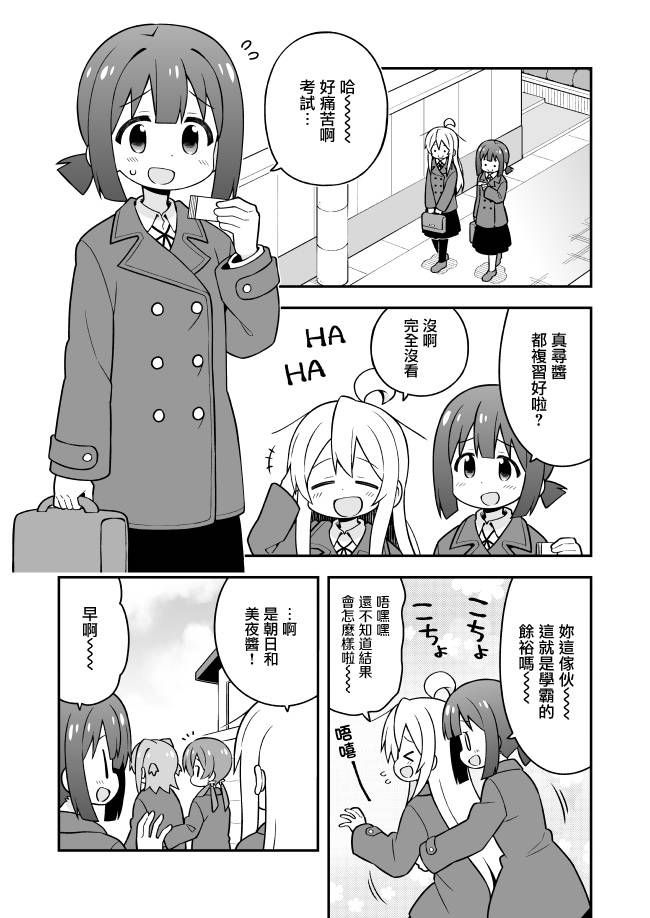 哈~~~~
好痛苦啊
考試…
真尋醬
都複習好啦?
沒啊
完全沒看
HA
HA
妳這傢伙~~~
這就是學霸的
餘裕嗎~~~
こちょ
こちょ
唔嘿嘿
還不知道結果
會怎麼樣啦~~~
唔嘻ー
…啊
是朝日和
美夜醬!
早啊~~~